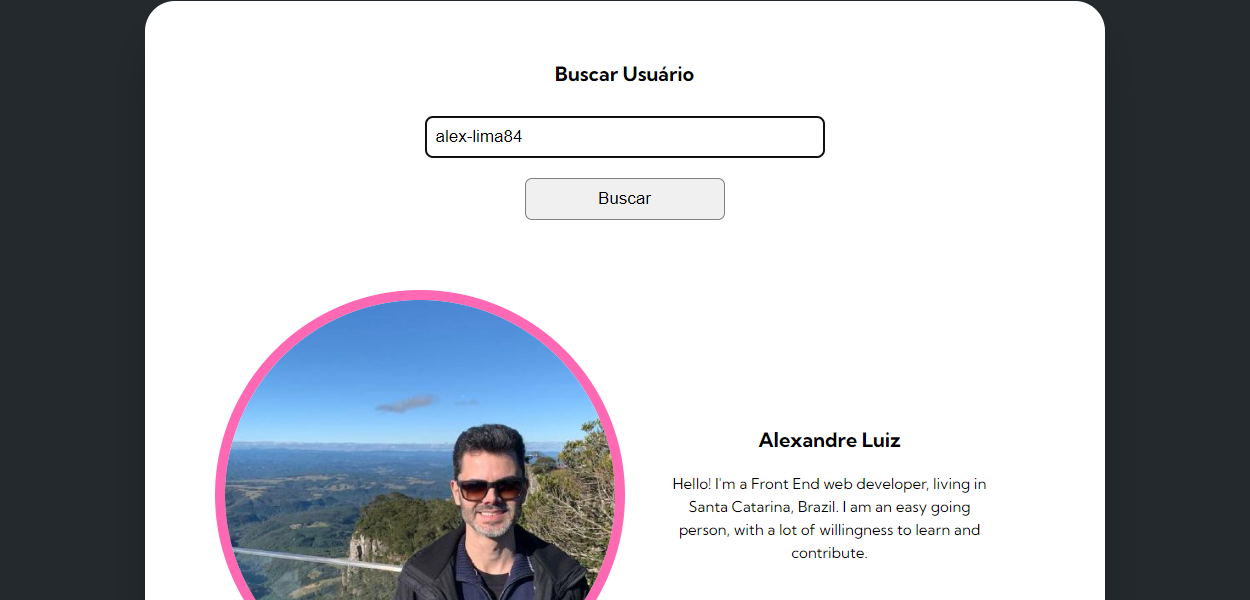 Buscar Usuário
alex-lima84
Buscar
Alexandre Luiz
Hello! I'm a Front End web developer, living in
Santa Catarina, Brazil. I am an easy going
person, with a lot of willingness to learn and
contribute.